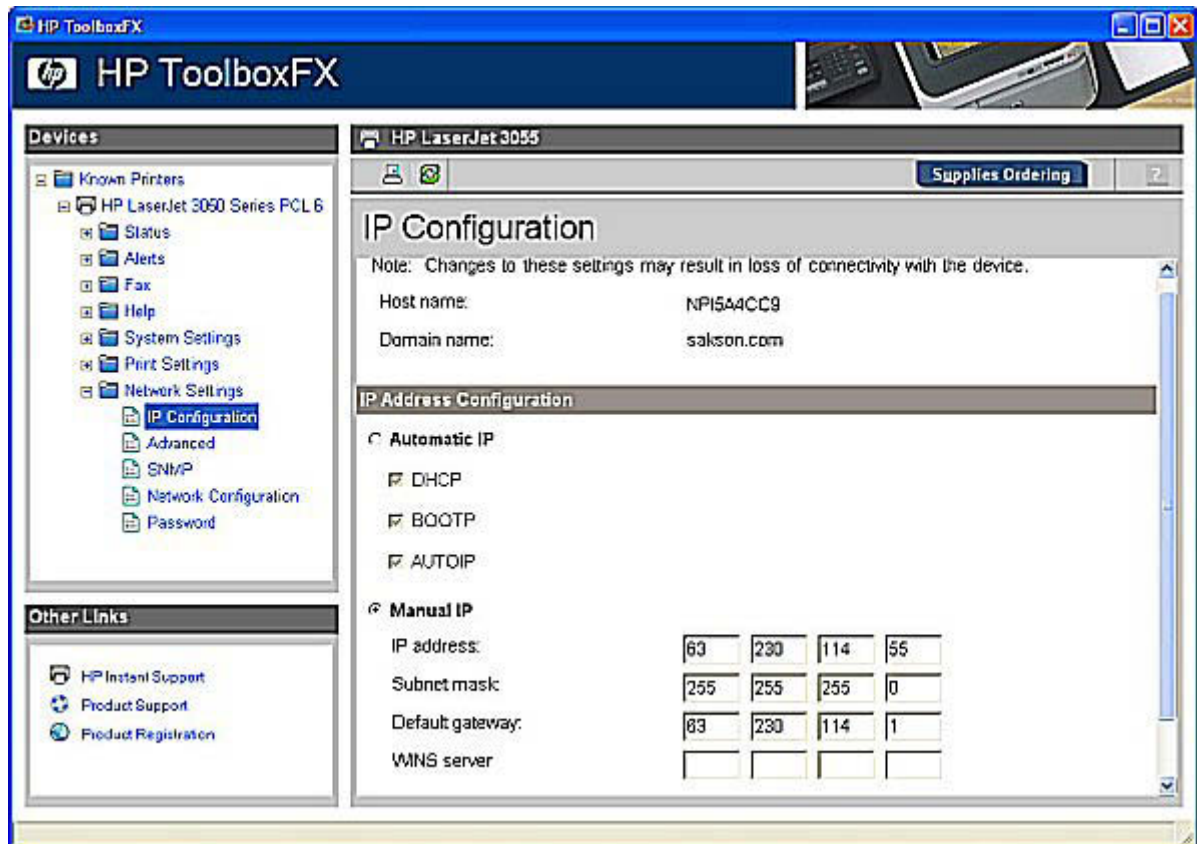 HP ToolboxFX
hp HP ToolboxFX
Devices
Known Printers
HP LaserJet 3050 Series PCL 6
Status
Alerts
Fax
Help
System Settings
Print Settings
Network Settings
IP Configuration
Advanced
SNMP
Network Configuration
Password
Other Links
HP Instant Support
Product Support
Product Registration
HP LaserJet 3055
Supplies Ordering ?
IP Configuration
Note: Changes to these settings may result in loss of connectivity with the device.
Host name: NPI5A4CC9
Domain name: sakson.com
IP Address Configuration
Automatic IP
DHCP
BOOTP
AUTOIP
Manual IP
IP address: 63 230 114 55
Subnet mask: 255 255 255 0
Default gateway: 63 230 114 1
WINS server